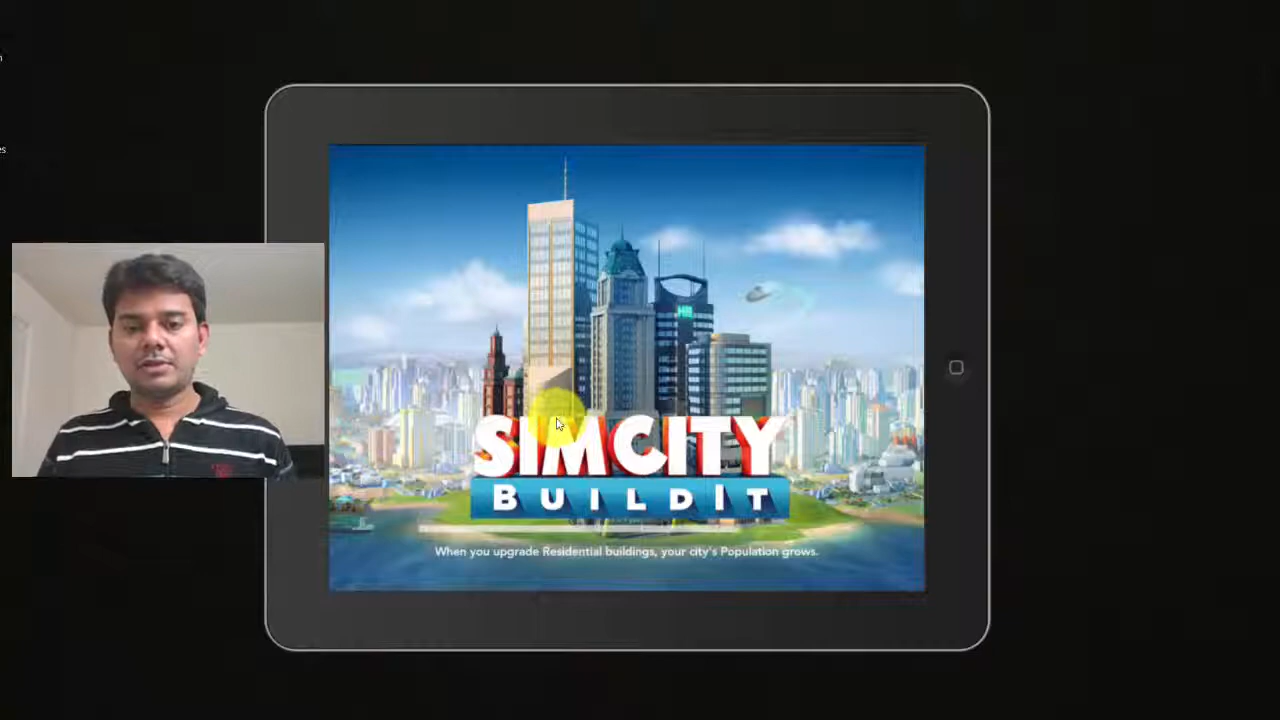 SIMCITY
BUILDIT
When you upgrade Residential buildings, your city's Population grows.